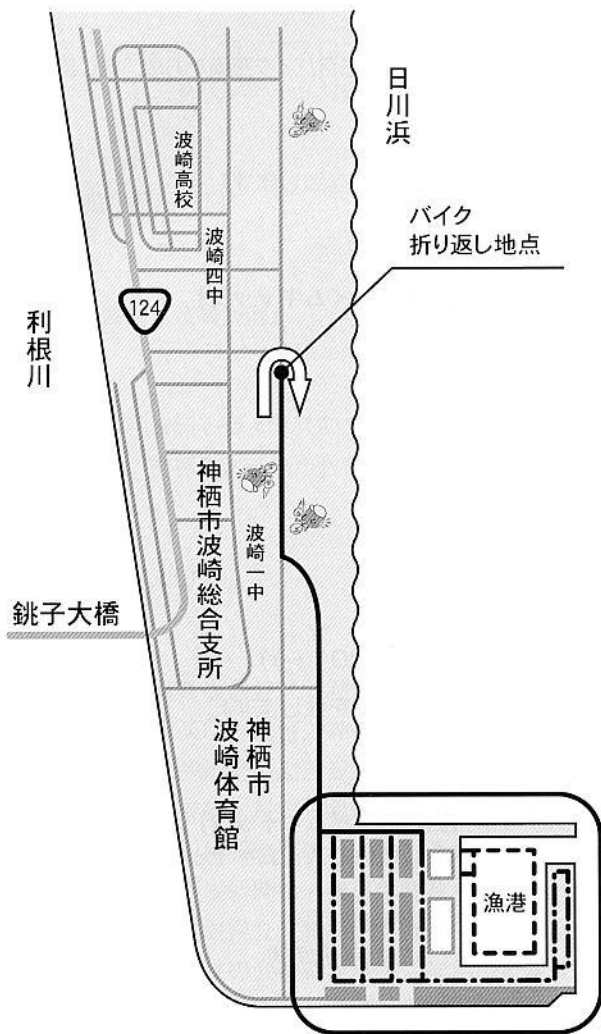 日川浜
バイク
折り返し地点
波崎高校
波崎四中
124
利根川
神栖市波崎総合支所
波崎一中
銚子大橋
神栖市
波崎体育館
漁港